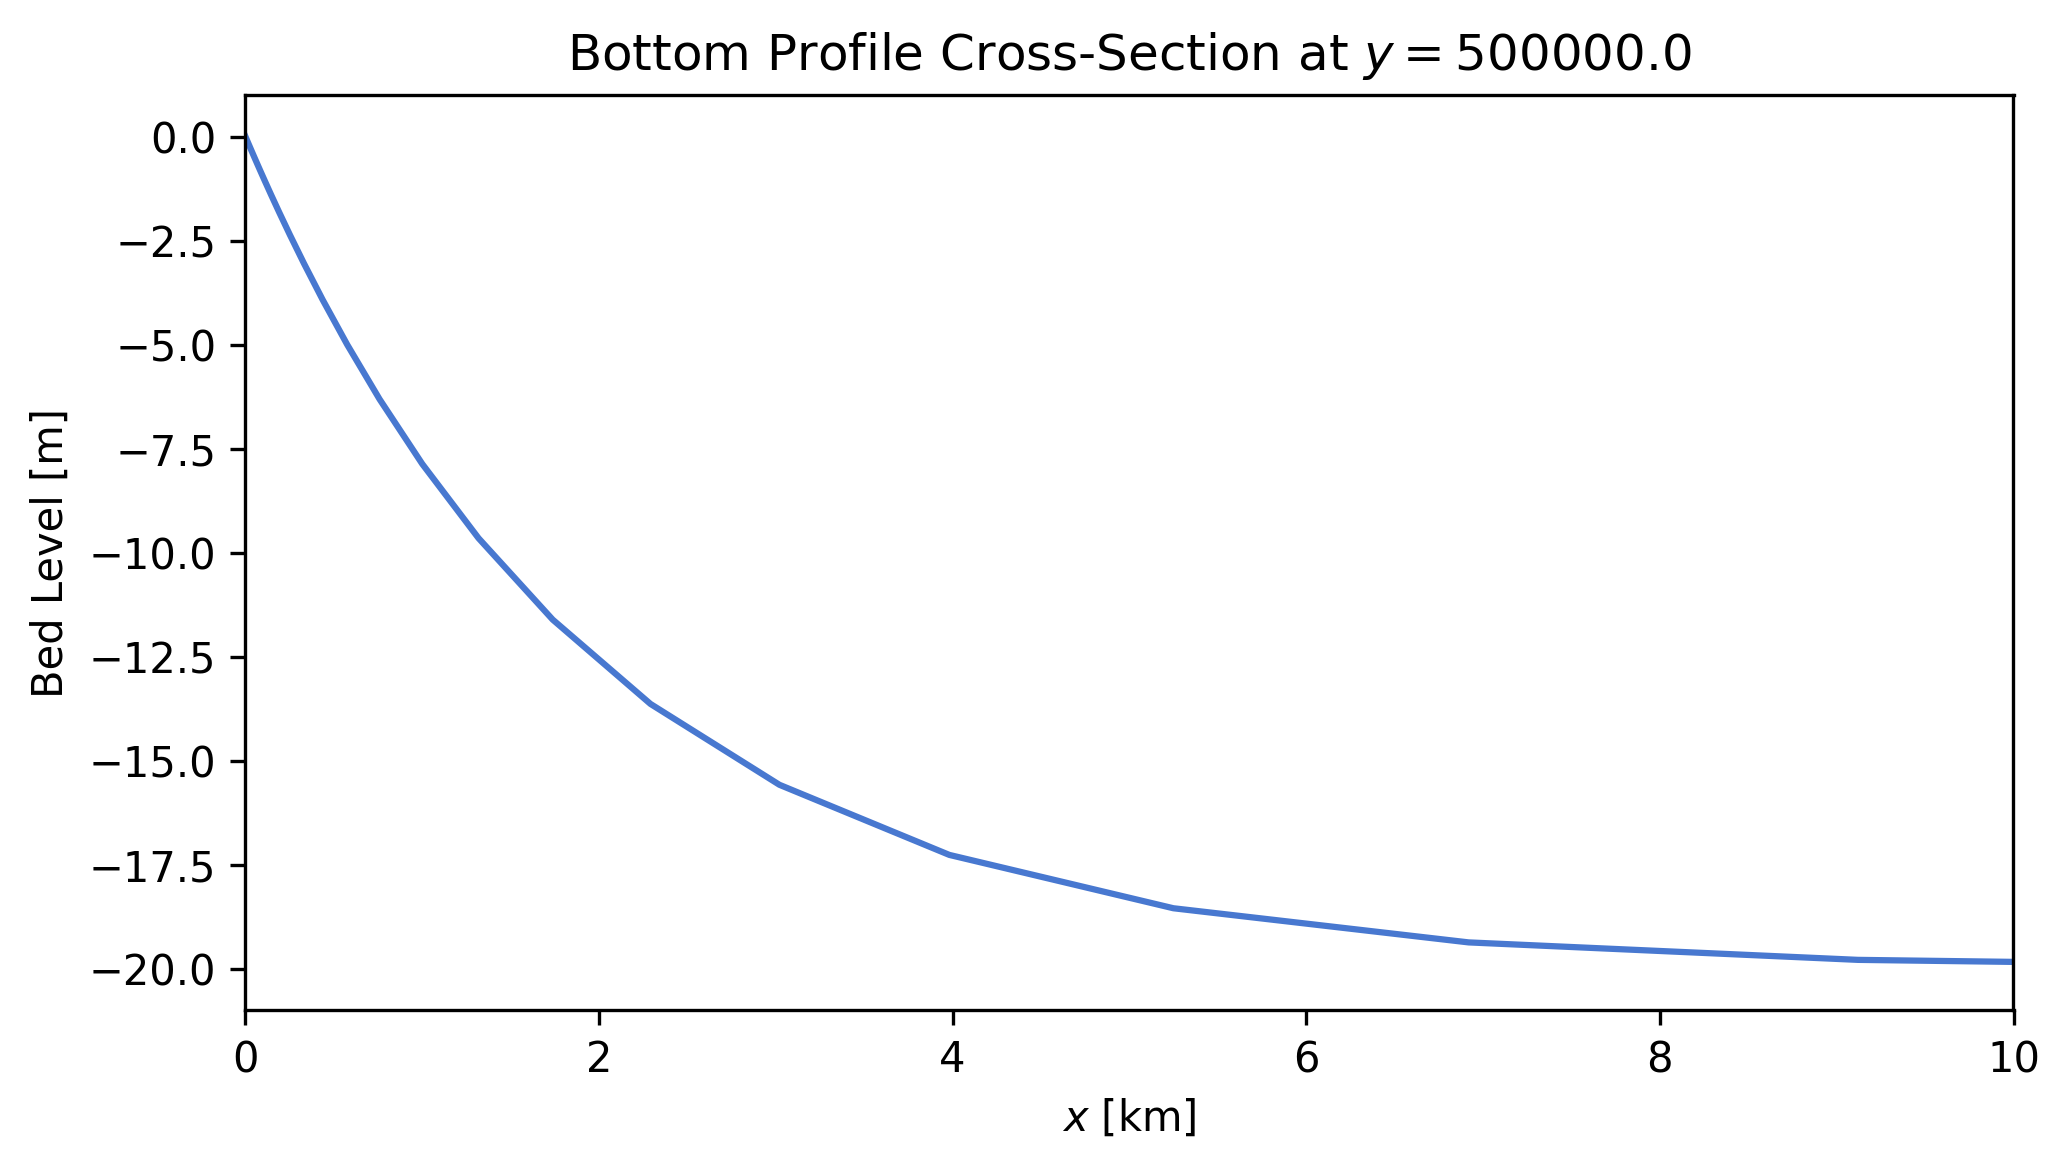 Bottom Profile Cross-Section at y = 500000.0
0.0
−2.5
−5.0
−7.5
−10.0
−12.5
−15.0
−17.5
−20.0
Bed Level [m]
0 2 4 6 8 10
x [km]